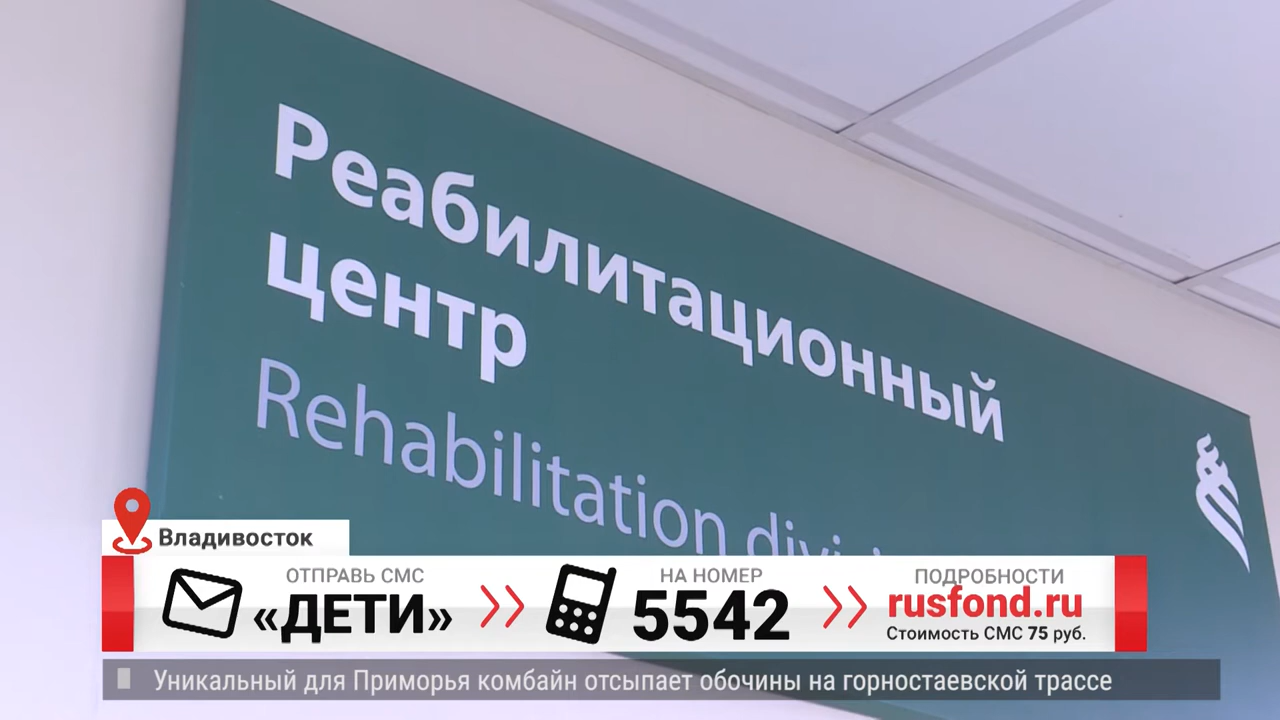 Реабилитационный
центр
Rehabilitation
Владивосток
ОТПРАВЬ СМС
«ДЕТИ»
НА НОМЕР
5542
ПОДРОБНОСТИ
rusfond.ru
Стоимость СМС 75 руб.
Уникальный для Приморья комбайн отсыпает обочины на горностаевской трассе